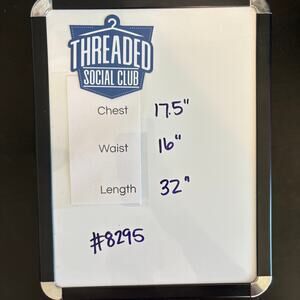 THREADED
SOCIAL CLUB
Chest 17.5"
Waist 16"
Length 32"
#8295